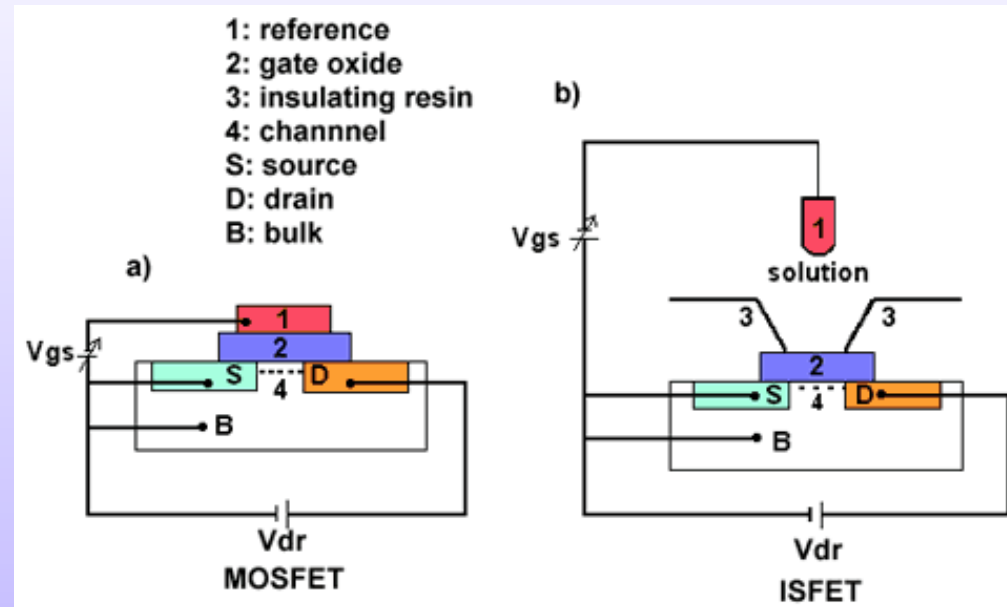 1: reference
2: gate oxide
3: insulating resin
4: channnel
S: source
D: drain
B: bulk
a)
1
2
Vgs
S
D
4
B
Vdr
MOSFET
b)
Vgs
1
solution
3
3
2
S
D
4
B
Vdr
ISFET